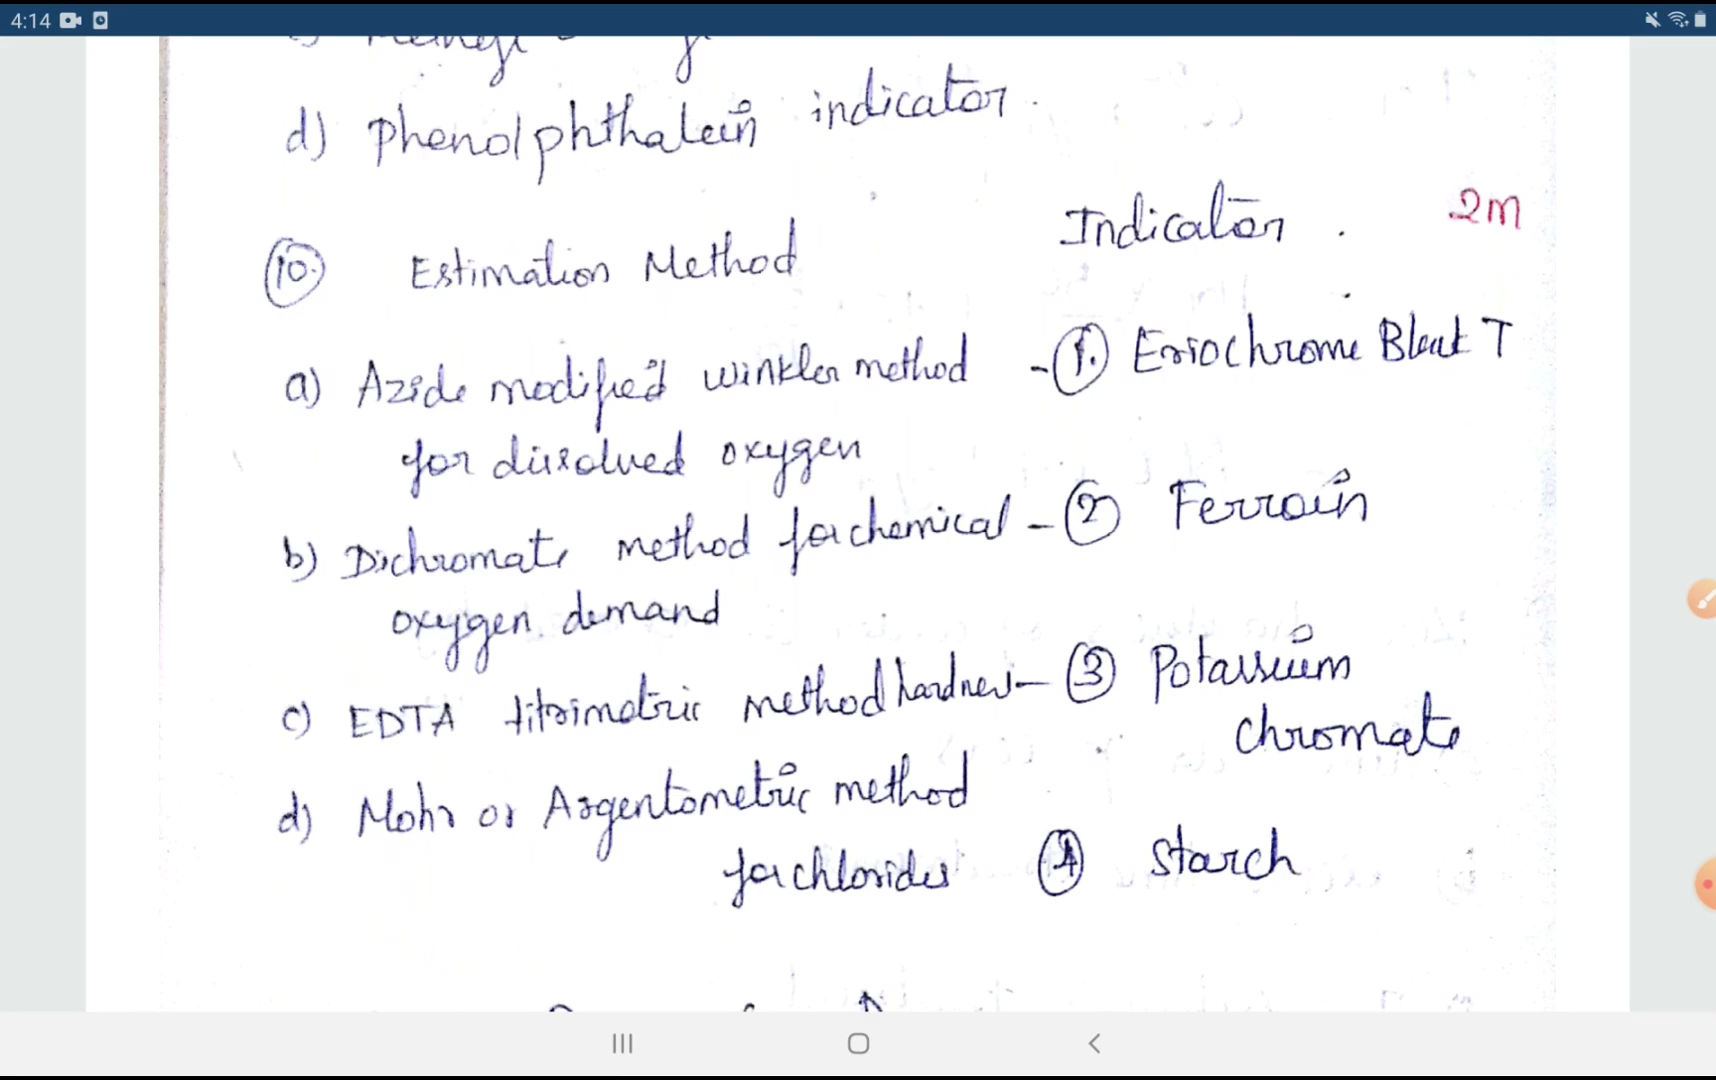 4:14
d) Phenolphthalein indicator.
10. Estimation Method Indicator. 2m
a) Azide modified winkler method - 1. Eriochrome Black T
for dissolved oxygen
b) Dichromate method for chemical - 2 Ferroin
oxygen demand
c) EDTA titrimetric method hardness - 3 Potassium
chromate
d) Mohr or Argentometric method
for chlorides 4 Starch